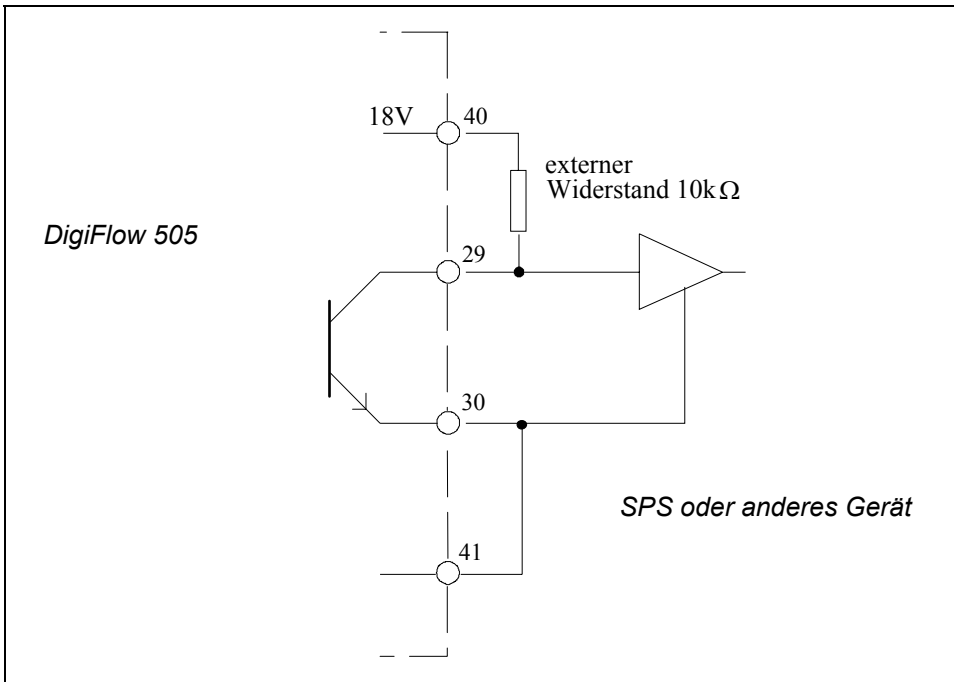 18V
40
externer
Widerstand 10kΩ
DigiFlow 505
29
30
SPS oder anderes Gerät
41